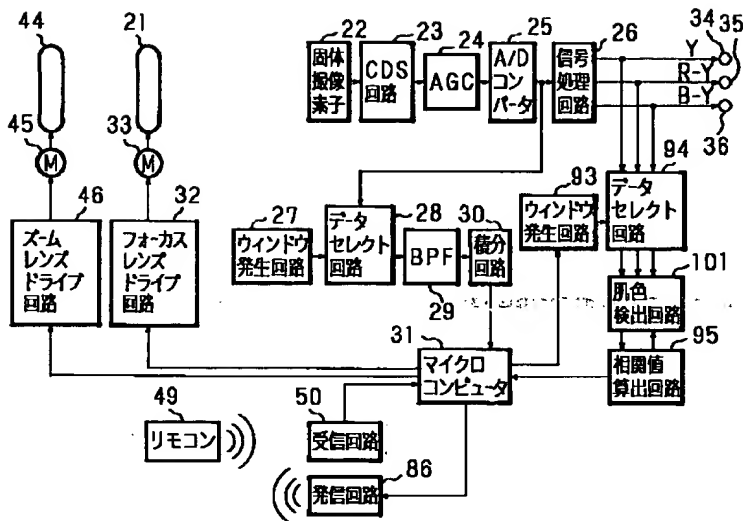 44
21
22
23
24
25
26
34
35
36
固体
撮像
素子
CDS
回路
AGC
A/D
コン
バータ
信号
処理
回路
Y
R-Y
B-Y
45
33
M
M
46
32
93
94
ズーム
レンズ
ドライブ
回路
フォーカス
レンズ
ドライブ
回路
27
28
30
ウィンドウ
発生回路
データ
セレクト
回路
BPF
29
積分
回路
ウィンドウ
発生回路
データ
セレクト
回路
101
肌色
検出回路
31
95
マイクロ
コンピュータ
相関値
算出回路
49
50
リモコン
受信回路
86
発信回路